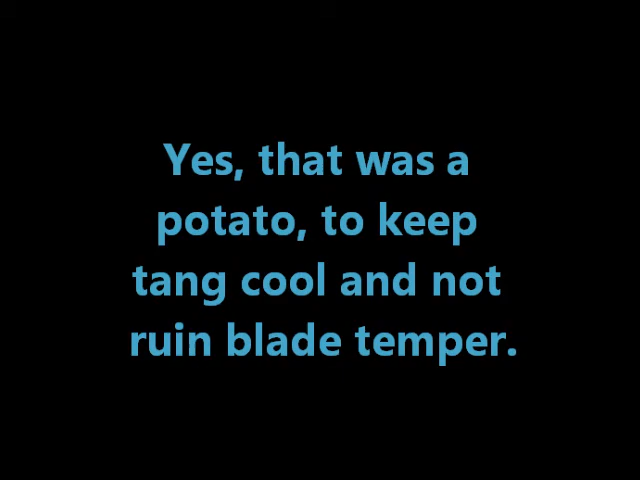 Yes, that was a
potato, to keep
tang cool and not
ruin blade temper.